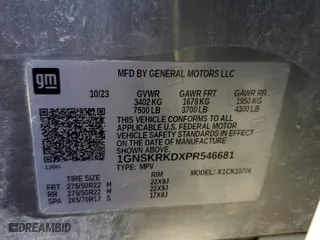 gm
MFD BY GENERAL MOTORS LLC
10/23 GVWR GAWR FRT GAWR RR
3402 KG 1678 KG 1950 KG
7500 LB 3700 LB 4300 LB
THIS VEHICLE CONFORMS TO ALL
APPLICABLE U.S. FEDERAL MOTOR
VEHICLE SAFETY STANDARDS IN
EFFECT ON THE DATE OF
MANUFACTURE SHOWN ABOVE.
1GNSKRKDXPR546681
TYPE: MPV
MODEL:
TIRE SIZE RIM
FRT 275/50R22 H 22X9J
RR 275/50R22 H 22X9J
SPA 265/70R17 S 17X8J